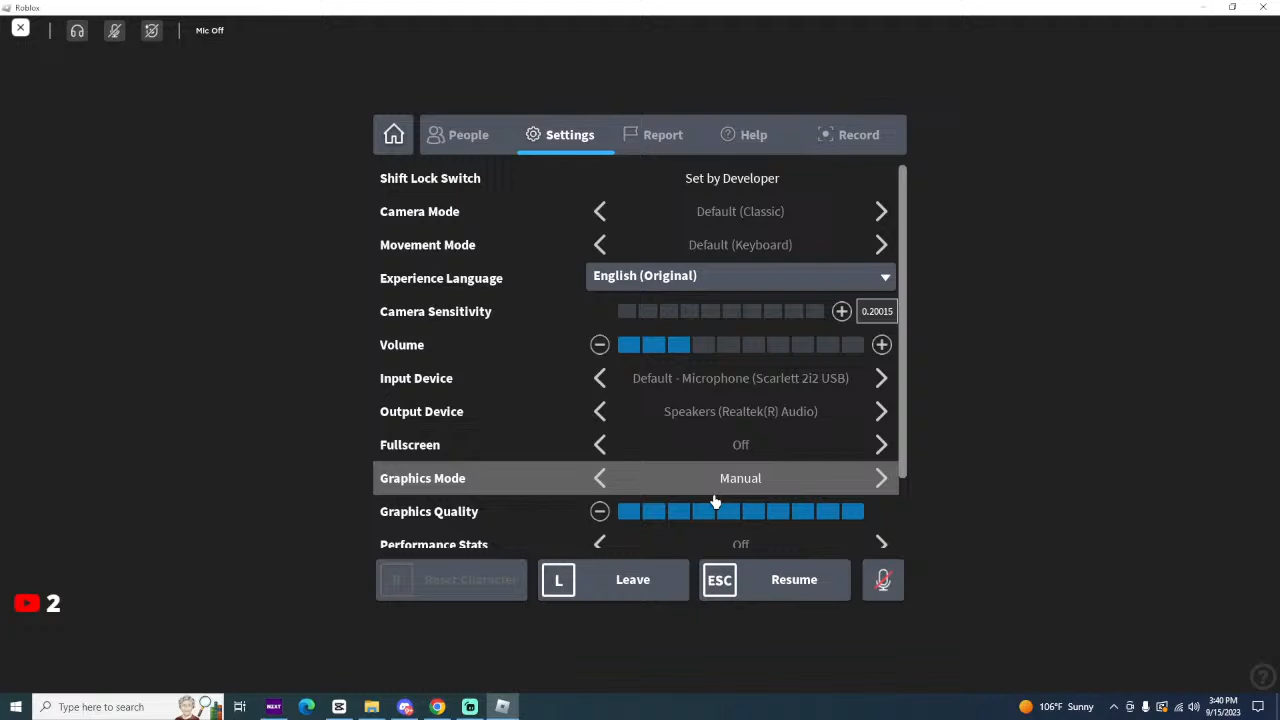 Roblox
Mic Off
People Settings Report Help Record
Shift Lock Switch Set by Developer
Camera Mode Default (Classic)
Movement Mode Default (Keyboard)
Experience Language English (Original)
Camera Sensitivity 0.20015
Volume
Input Device Default - Microphone (Scarlett 2i2 USB)
Output Device Speakers (Realtek(R) Audio)
Fullscreen Off
Graphics Mode Manual
Graphics Quality
Performance Stats Off
R Reset Character L Leave ESC Resume
2
Type here to search
NZXT
106°F Sunny
3:40 PM
9/15/2023